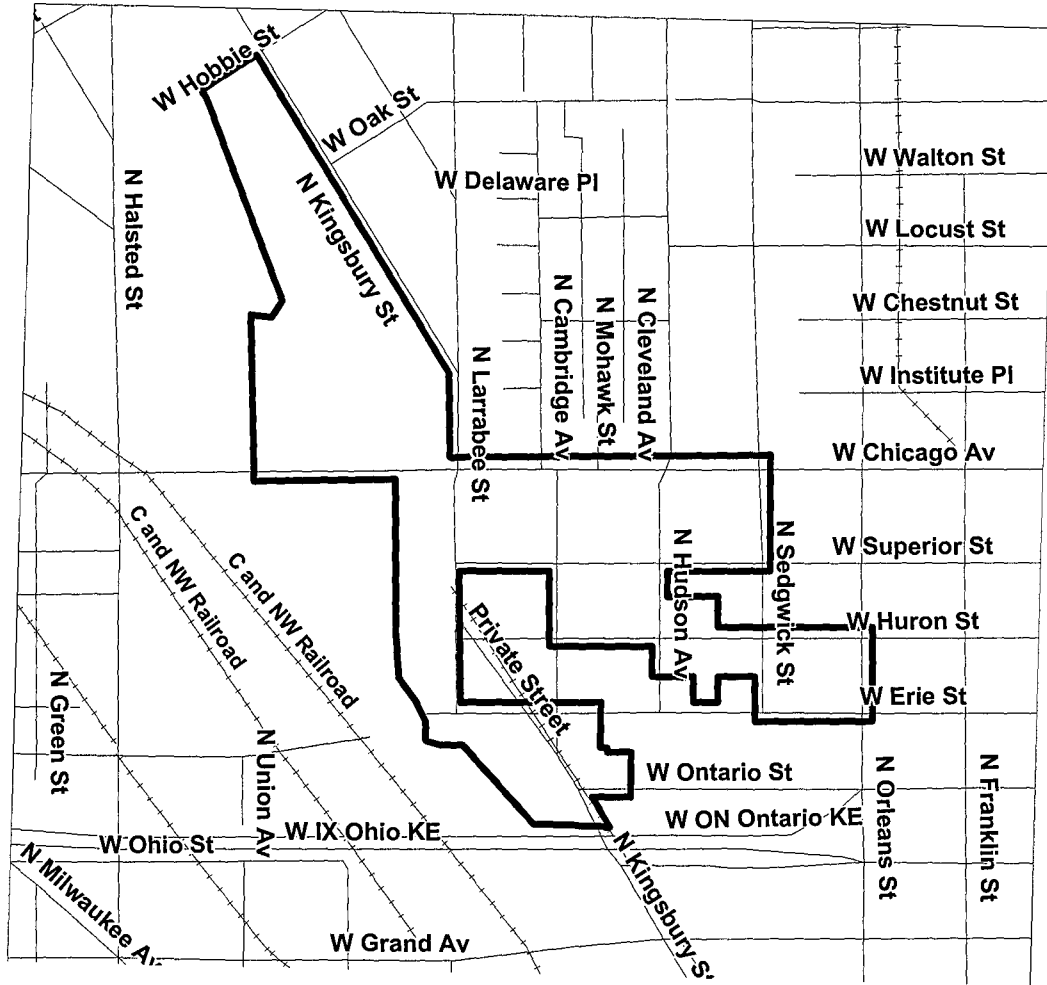 W Hobbie St
W Oak St
W Walton St
W Delaware Pl
N Halsted St
N Kingsbury St
W Locust St
N Cambridge Av
N Mohawk St
N Cleveland Av
W Chestnut St
N Larrabee St
W Institute Pl
W Chicago Av
C and NW Railroad
C and NW Railroad
N Hudson Av
N Sedgwick St
W Superior St
Private Street
W Huron St
N Green St
W Erie St
N Union Av
W Ontario St
N Orleans St
N Franklin St
W ON Ontario KE
W IX Ohio KE
W Ohio St
N Milwaukee Av
N Kingsbury St
W Grand Av